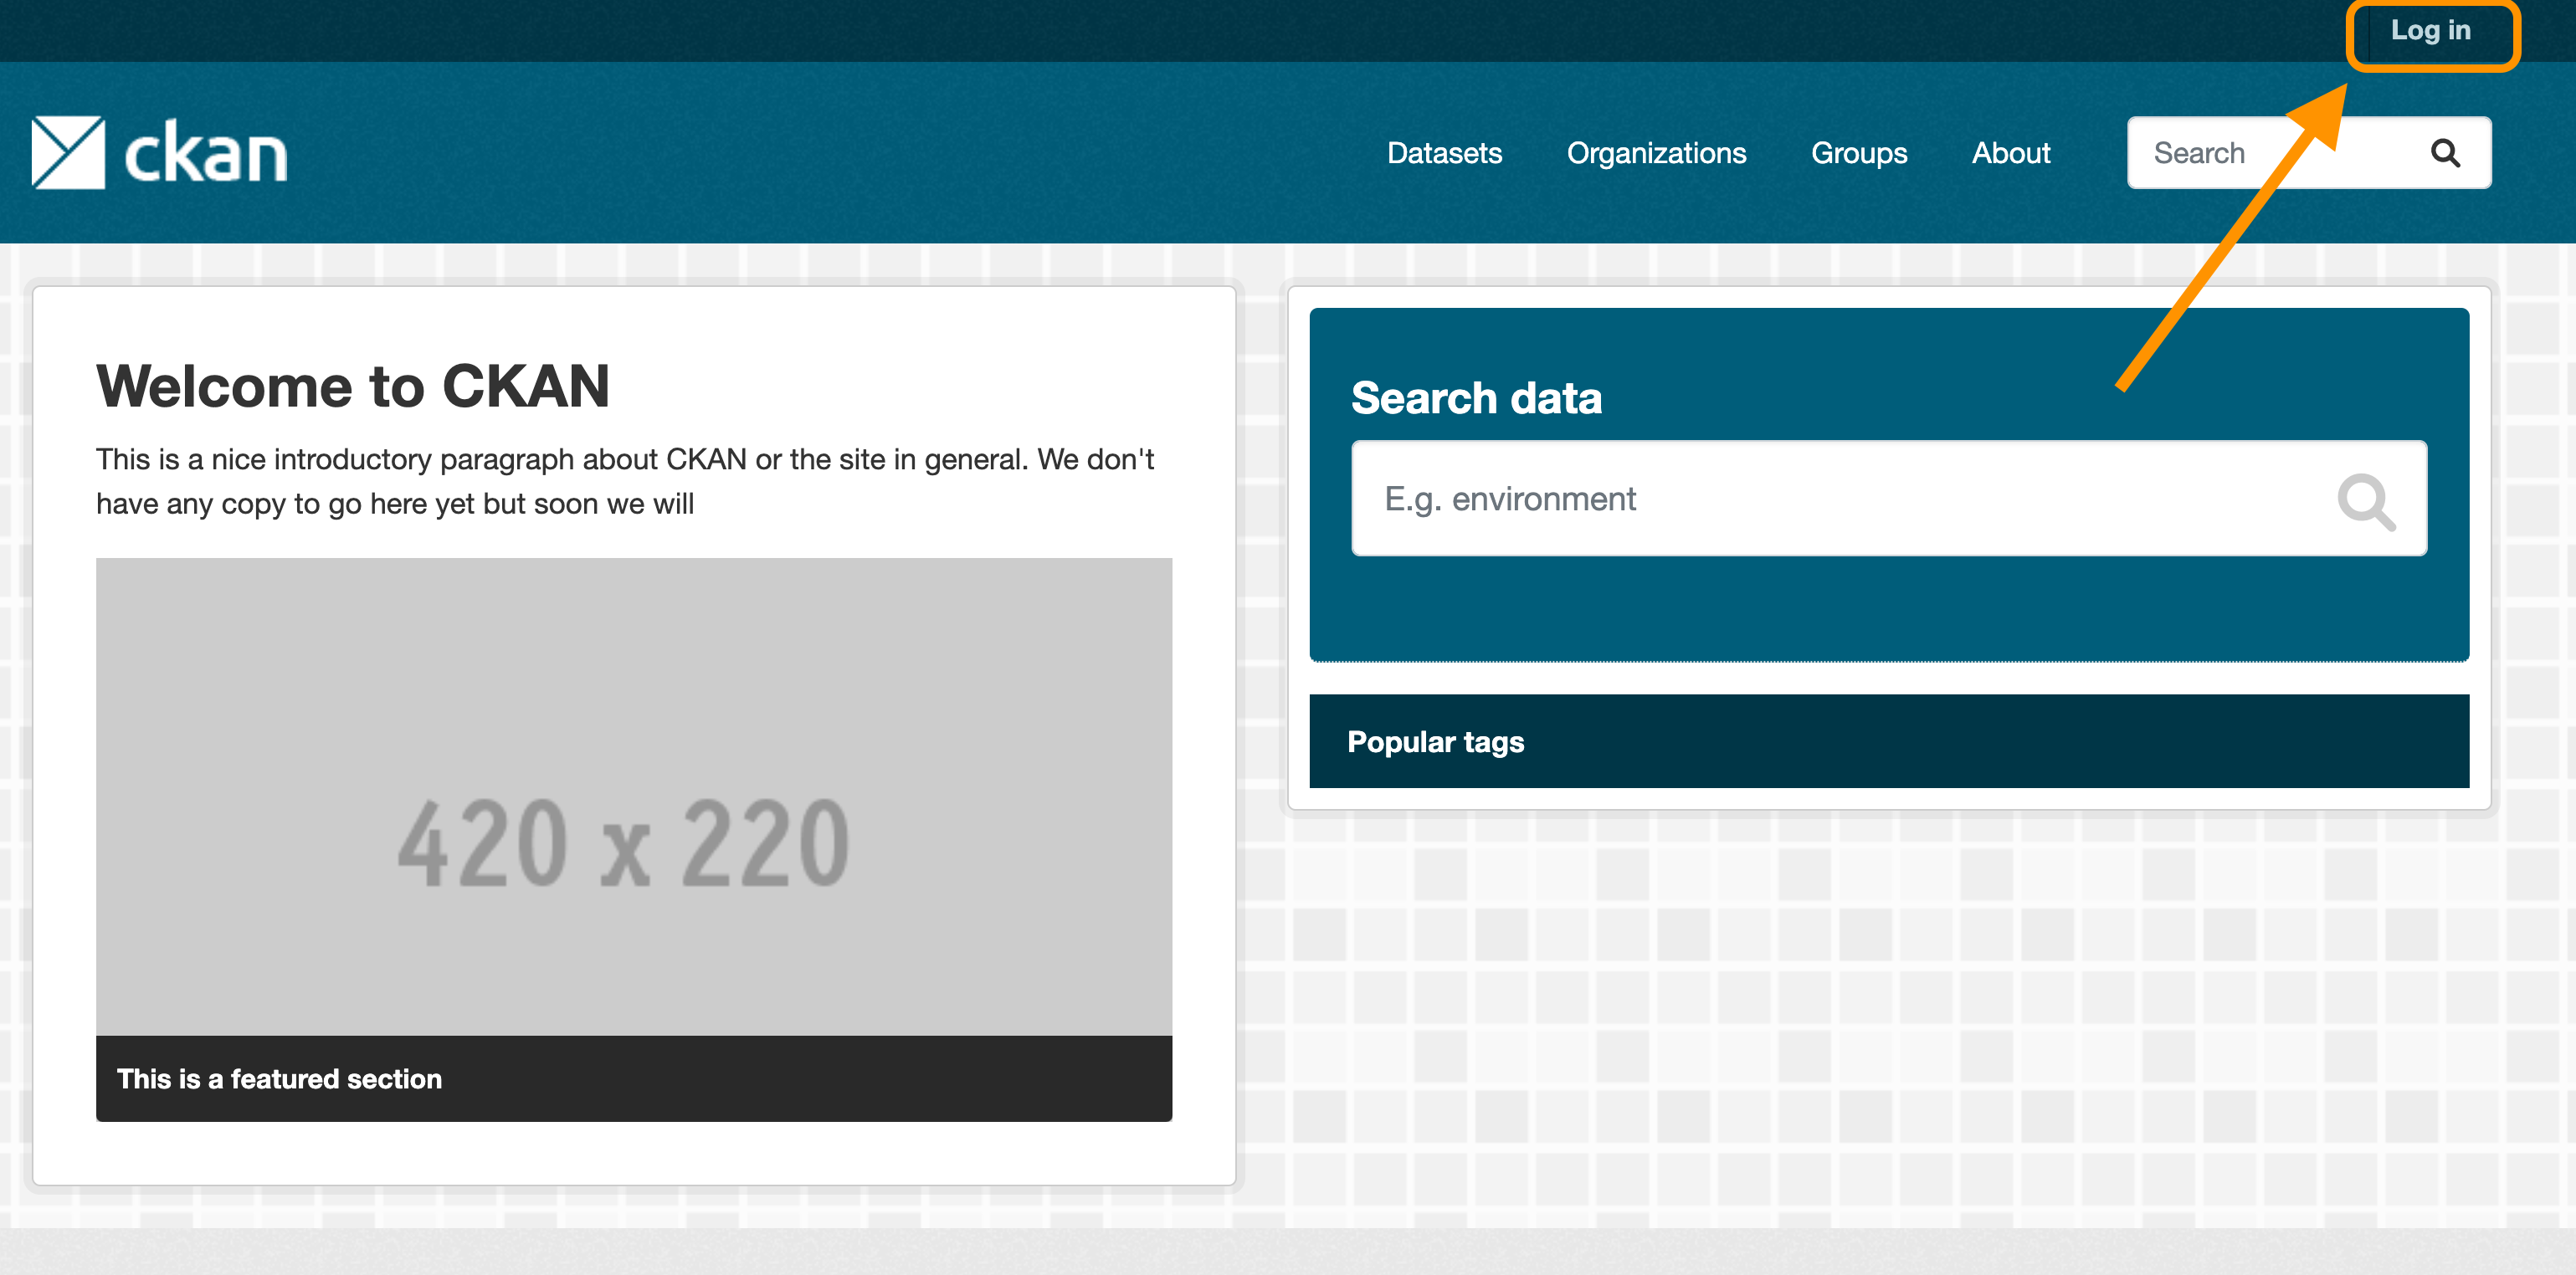 Log in
ckan
Datasets
Organizations
Groups
About
Search
Welcome to CKAN
This is a nice introductory paragraph about CKAN or the site in general. We don't
have any copy to go here yet but soon we will
420 x 220
This is a featured section
Search data
E.g. environment
Popular tags